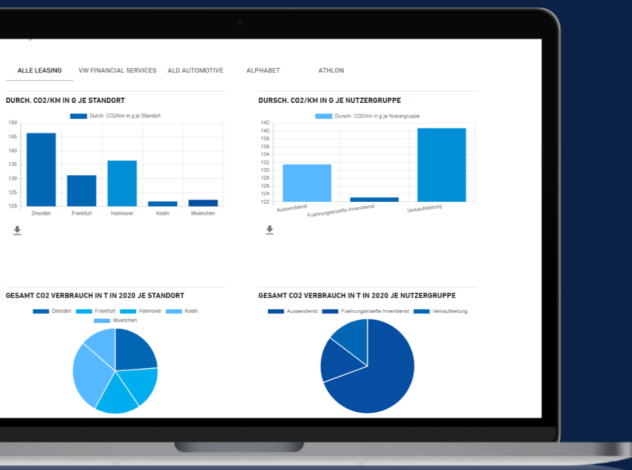 ALLE LEASING VW FINANCIAL SERVICES ALD AUTOMOTIVE ALPHABET ATHLON
DURCH. CO2/KM IN G JE STANDORT
Durch. CO2/km in g je Standort
150
145
140
135
130
125
120
Dresden Frankfurt Hannover Koeln Muenchen
DURSCH. CO2/KM IN G JE NUTZERGRUPPE
Dursch. CO2/km in g je Nutzergruppe
142
140
138
136
134
132
130
128
126
124
122
Aussendienst Fuehrungskraefte Innendienst Verkaufsleitung
GESAMT CO2 VERBRAUCH IN T IN 2020 JE STANDORT
Dresden Frankfurt Hannover Koeln
Muenchen
GESAMT CO2 VERBRAUCH IN T IN 2020 JE NUTZERGRUPPE
Aussendienst Fuehrungskraefte Innendienst Verkaufsleitung